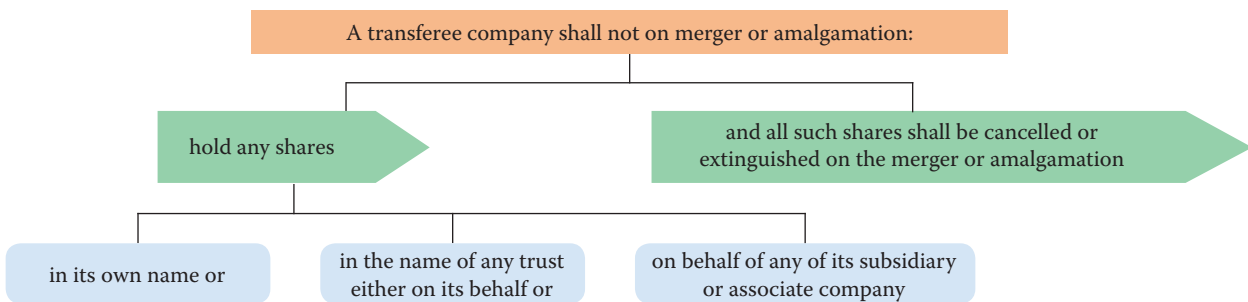 A transferee company shall not on merger or amalgamation:
hold any shares
and all such shares shall be cancelled or
extinguished on the merger or amalgamation
in its own name or
in the name of any trust
either on its behalf or
on behalf of any of its subsidiary
or associate company